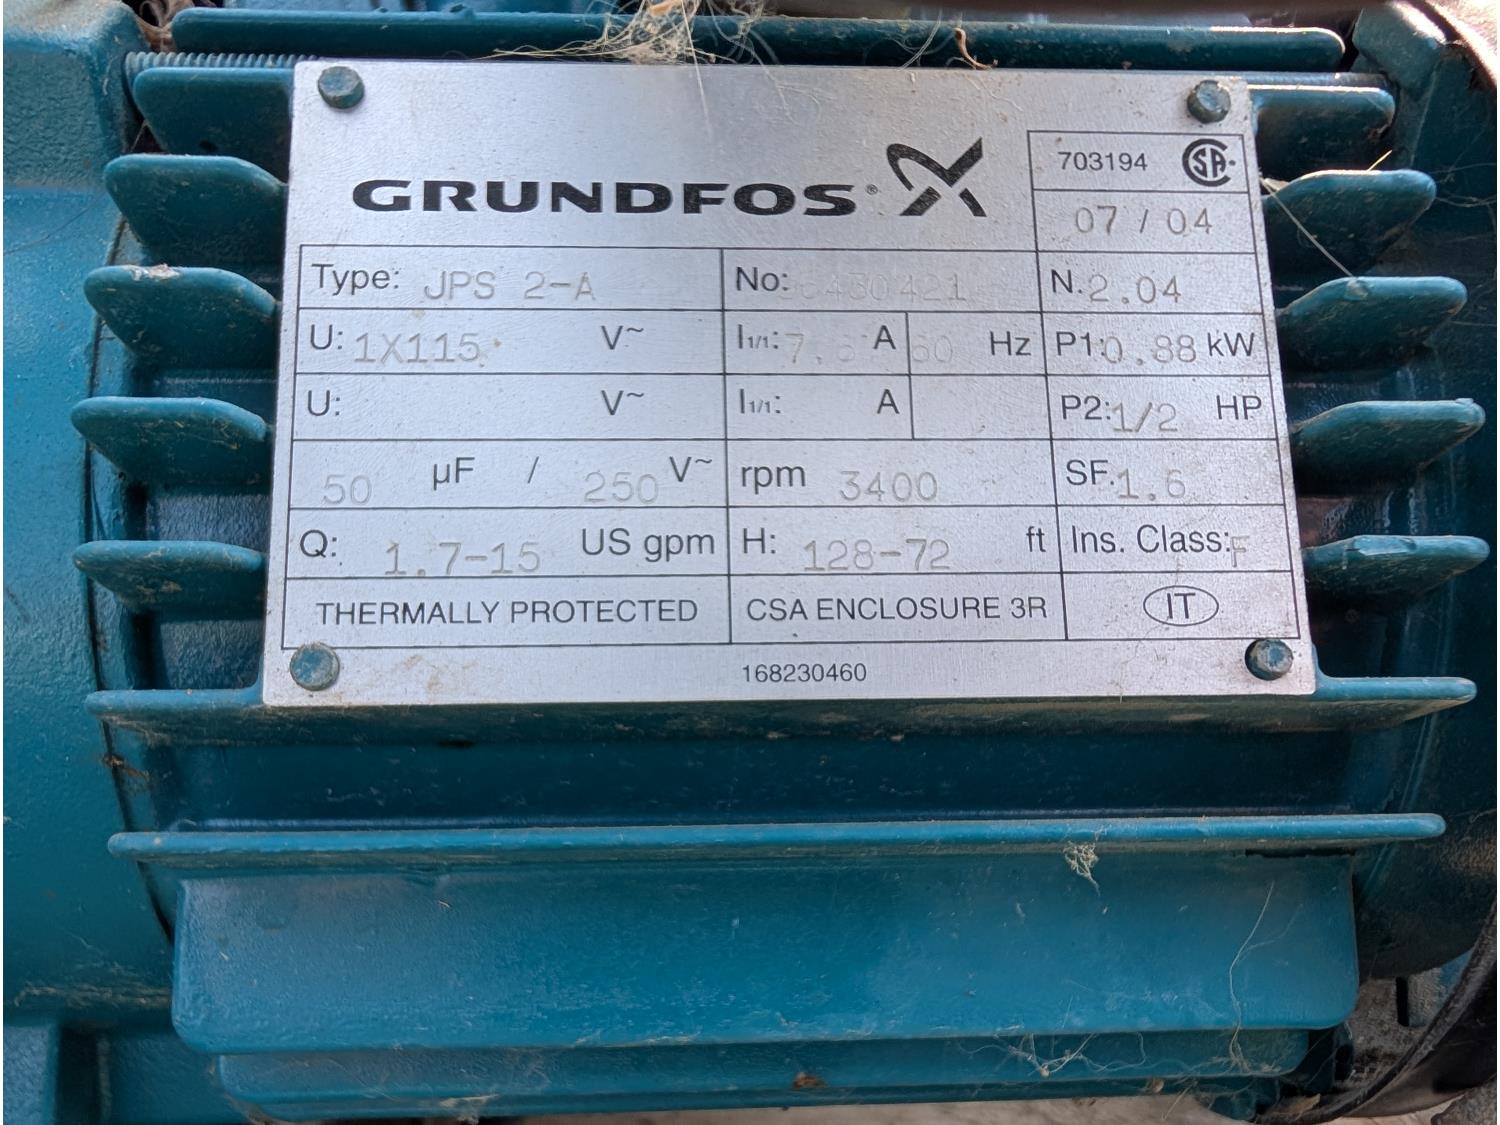 GRUNDFOS®
703194 CSA
07 / 04
Type: JPS 2-A No: N. 2.04
U: 1X115 V~ I1/1: A 60 Hz P1: 0.88 kW
U: V~ I1/1: A P2: 1/2 HP
50 µF / 250 V~ rpm 3400 SF. 1.6
Q: 1.7-15 US gpm H: 128-72 ft Ins. Class: F
THERMALLY PROTECTED CSA ENCLOSURE 3R IT
168230460